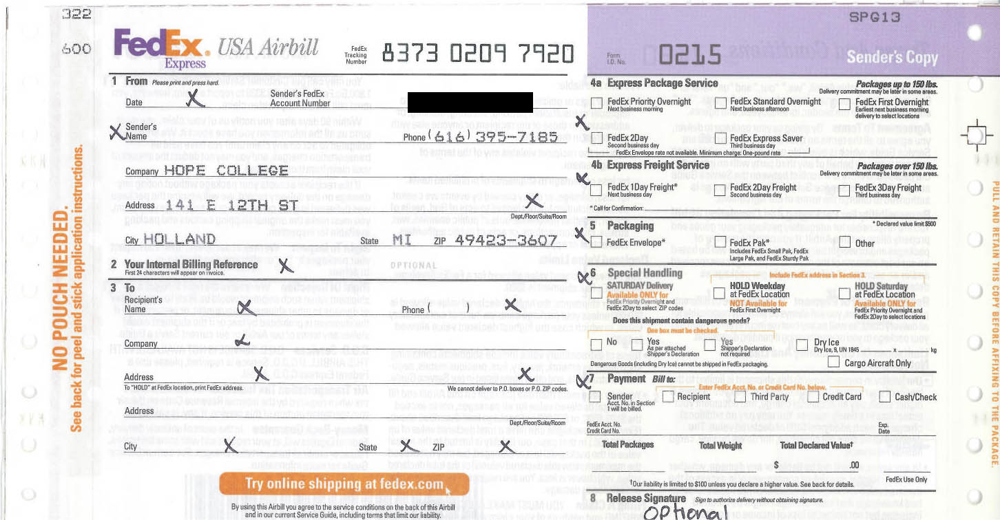 322
600
SPG13
FedEx. USA Airbill
Express
FedEx
Tracking
Number
8373 0209 7920
Form
I.D. No.
0215
Sender's Copy
1 From Please print and press hard.
Date X
Sender's FedEx
Account Number
X Sender's
Name
Phone (616) 395-7185
Company HOPE COLLEGE
Address 141 E 12TH ST X
Dept./Floor/Suite/Room
City HOLLAND State MI ZIP 49423-3607
2 Your Internal Billing Reference X
First 24 characters will appear on invoice.
OPTIONAL
3 To
Recipient's
Name X Phone ( ) X
Company X
Address X X
To "HOLD" at FedEx location, print FedEx address.
We cannot deliver to P.O. boxes or P.O. ZIP codes.
Address
Dept./Floor/Suite/Room
City X State X ZIP X
Try online shipping at fedex.com
By using this Airbill you agree to the service conditions on the back of this Airbill
and in our current Service Guide, including terms that limit our liability.
NO POUCH NEEDED.
See back for peel and stick application instructions.
4a Express Package Service Packages up to 150 lbs.
Delivery commitment may be later in some areas.
X
FedEx Priority Overnight
Next business morning
FedEx Standard Overnight
Next business afternoon
FedEx First Overnight
Earliest next business morning
delivery to select locations
FedEx 2Day
Second business day
FedEx Express Saver
Third business day
FedEx Envelope rate not available. Minimum charge: One-pound rate
4b Express Freight Service Packages over 150 lbs.
Delivery commitment may be later in some areas.
X
FedEx 1Day Freight*
Next business day
FedEx 2Day Freight
Second business day
FedEx 3Day Freight
Third business day
* Call for Confirmation:
X 5 Packaging
* Declared value limit $500
FedEx Envelope*
FedEx Pak*
Includes FedEx Small Pak, FedEx
Large Pak, and FedEx Sturdy Pak
Other
X 6 Special Handling
Include FedEx address in Section 3.
SATURDAY Delivery
Available ONLY for
FedEx Priority Overnight and
FedEx 2Day to select ZIP codes
HOLD Weekday
at FedEx Location
NOT Available for
FedEx First Overnight
HOLD Saturday
at FedEx Location
Available ONLY for
FedEx Priority Overnight and
FedEx 2Day to select locations
Does this shipment contain dangerous goods?
One box must be checked.
No
Yes
As per attached
Shipper's Declaration
Yes
Shipper's Declaration
not required
Dry Ice
Dry Ice, 9, UN 1845 x kg
Dangerous Goods (including Dry Ice) cannot be shipped in FedEx packaging.
Cargo Aircraft Only
X 7 Payment Bill to:
Enter FedEx Acct. No. or Credit Card No. below.
Sender
Acct. No. in Section
1 will be billed.
Recipient
Third Party
Credit Card
Cash/Check
FedEx Acct. No.
Credit Card No.
Exp.
Date
Total Packages Total Weight Total Declared Value†
$ .00
†Our liability is limited to $100 unless you declare a higher value. See back for details.
FedEx Use Only
8 Release Signature Sign to authorize delivery without obtaining signature.
Optional
PULL AND RETAIN THIS COPY BEFORE AFFIXING TO THE PACKAGE.